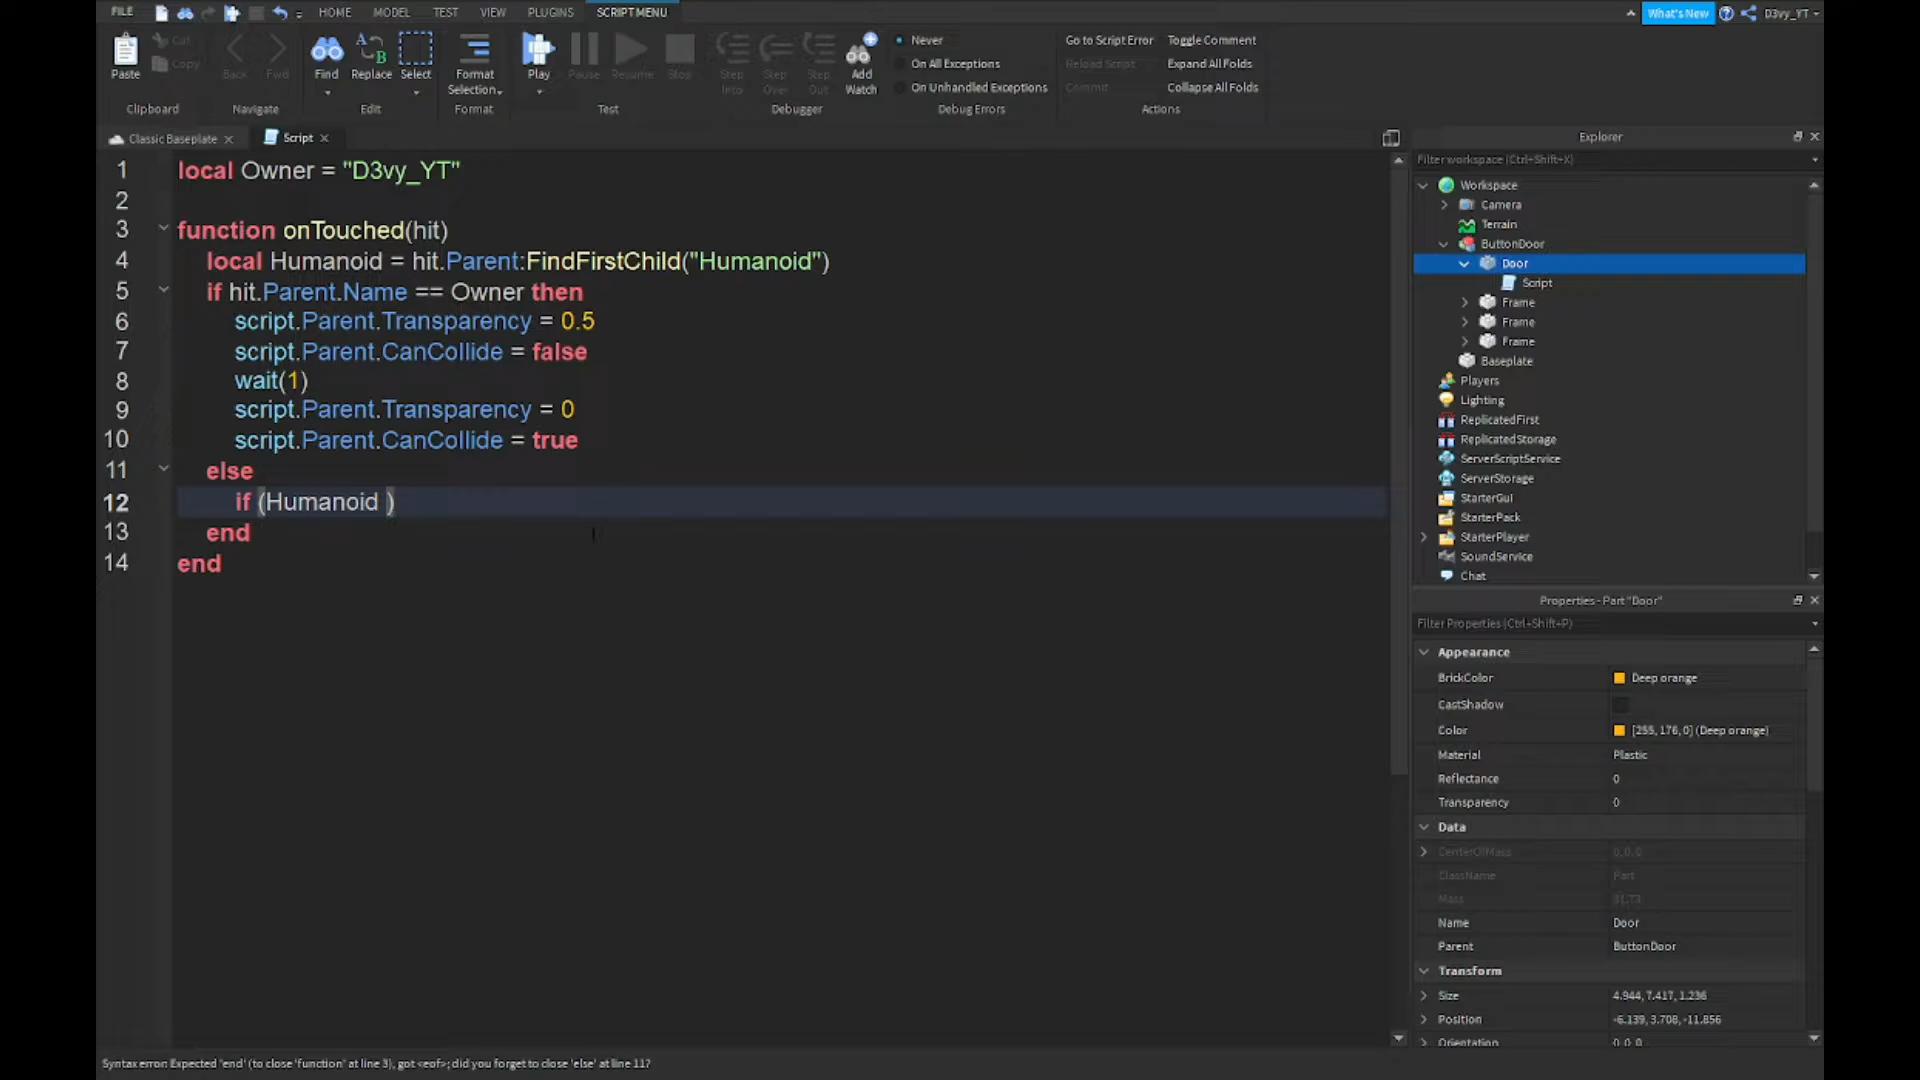 FILE HOME MODEL TEST VIEW PLUGINS SCRIPT MENU What's New D3vy_YT
Paste Cut Copy Back Fwd Find Replace Select Format Selection Play Pause Resume Stop Step Into Step Over Step Out Add Watch
Never
On All Exceptions
On Unhandled Exceptions
Go to Script Error Toggle Comment
Reload Script Expand All Folds
Commit Collapse All Folds
Clipboard Navigate Edit Format Test Debugger Debug Errors Actions
Classic Baseplate Script
1 local Owner = "D3vy_YT"
2
3 function onTouched(hit)
4 local Humanoid = hit.Parent:FindFirstChild("Humanoid")
5 if hit.Parent.Name == Owner then
6 script.Parent.Transparency = 0.5
7 script.Parent.CanCollide = false
8 wait(1)
9 script.Parent.Transparency = 0
10 script.Parent.CanCollide = true
11 else
12 if (Humanoid )
13 end
14 end
Explorer
Filter workspace (Ctrl+Shift+X)
Workspace
Camera
Terrain
ButtonDoor
Door
Script
Frame
Frame
Frame
Baseplate
Players
Lighting
ReplicatedFirst
ReplicatedStorage
ServerScriptService
ServerStorage
StarterGui
StarterPack
StarterPlayer
SoundService
Chat
Properties - Part "Door"
Filter Properties (Ctrl+Shift+P)
Appearance
BrickColor Deep orange
CastShadow
Color [255, 176, 0] (Deep orange)
Material Plastic
Reflectance 0
Transparency 0
Data
CenterOfMass 0, 0, 0
ClassName Part
Mass 31.73
Name Door
Parent ButtonDoor
Transform
Size 4.944, 7.417, 1.236
Position -6.139, 3.708, -11.856
Orientation 0, 0, 0
Syntax error: Expected 'end' (to close 'function' at line 3), got <eof>; did you forget to close 'else' at line 11?